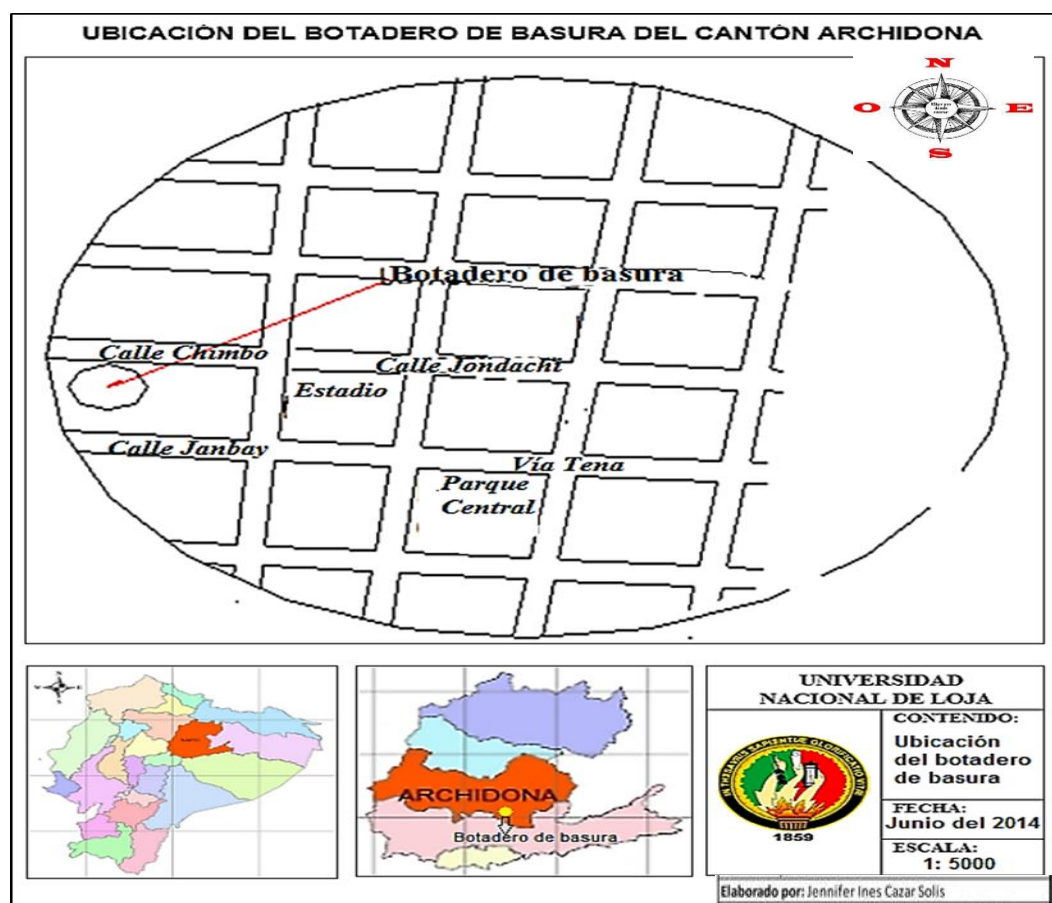 UBICACIÓN DEL BOTADERO DE BASURA DEL CANTÓN ARCHIDONA
N
O
E
S
Botadero de basura
Calle Chimbo
Calle Jondachi
Estadio
Calle Janbay
Vía Tena
Parque
Central
N
E
ARCHIDONA
Botadero de basura
UNIVERSIDAD
NACIONAL DE LOJA
1859
CONTENIDO:
Ubicación
del botadero
de basura
FECHA:
Junio del 2014
ESCALA:
1: 5000
Elaborado por: Jennifer Ines Cazar Solis